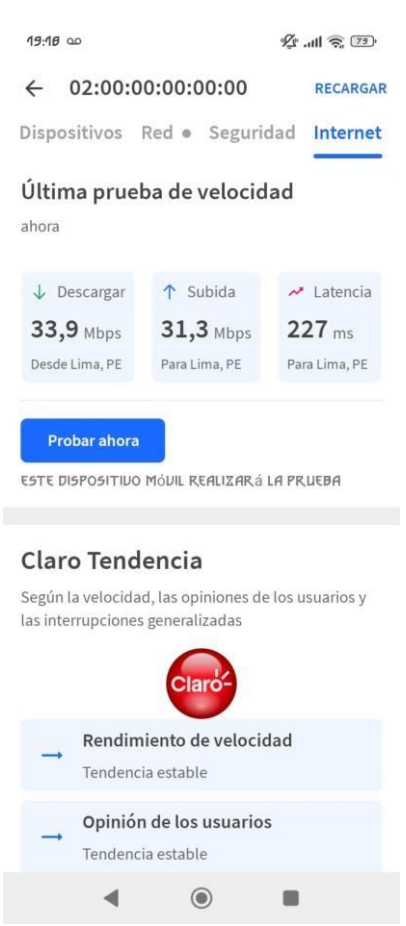 19:18
79
02:00:00:00:00:00
RECARGAR
Dispositivos Red Seguridad Internet
Última prueba de velocidad
ahora
Descargar Subida Latencia
33,9 Mbps 31,3 Mbps 227 ms
Desde Lima, PE Para Lima, PE Para Lima, PE
Probar ahora
ESTE DISPOSITIVO MÓVIL REALIZARá LA PRUEBA
Claro Tendencia
Según la velocidad, las opiniones de los usuarios y
las interrupciones generalizadas
Claro
Rendimiento de velocidad
Tendencia estable
Opinión de los usuarios
Tendencia estable